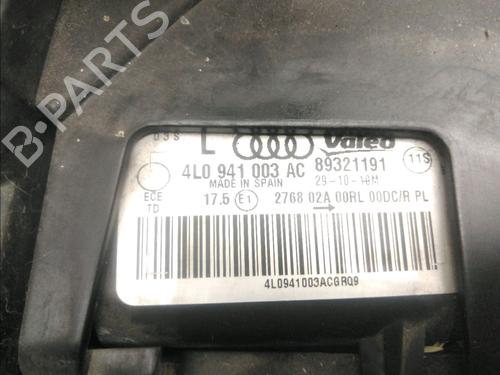 B-PARTS
03S L Valeo
4L0 941 003 AC 89321191 11S
MADE IN SPAIN 29-10-10M
ECE
TD
17.5 E1 2768 02A 00RL 00DC/R PL
4L0941003ACGRQ9